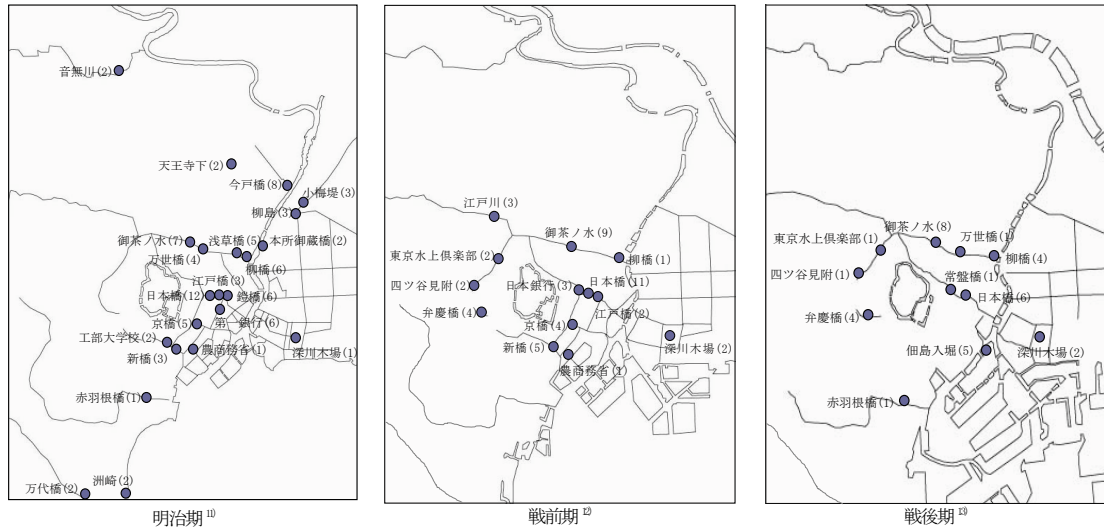 音無川(2)
天王寺下(2)
今戸橋(8)
小梅堤(3)
柳島(3)
御茶ノ水(7)
浅草橋(5)
本所御蔵橋(2)
万世橋(4)
柳橋(6)
江戸橋(3)
日本橋(12)
鎧橋(6)
京橋(5)
第一銀行(6)
工部大学校(2)
新橋(3)
農商務省(1)
深川木場(1)
赤羽根橋(1)
万代橋(2)
洲崎(2)
明治期11)
江戸川(3)
御茶ノ水(9)
東京水上倶楽部(2)
柳橋(1)
四ツ谷見附(2)
日本銀行(3)
日本橋(11)
弁慶橋(4)
江戸橋(2)
京橋(4)
新橋(5)
深川木場(2)
農商務省(1)
戦前期12)
御茶ノ水(8)
東京水上倶楽部(1)
万世橋(1)
柳橋(4)
四ツ谷見附(1)
常盤橋(1)
日本橋(6)
弁慶橋(4)
佃島入堀(5)
深川木場(2)
赤羽根橋(1)
戦後期13)